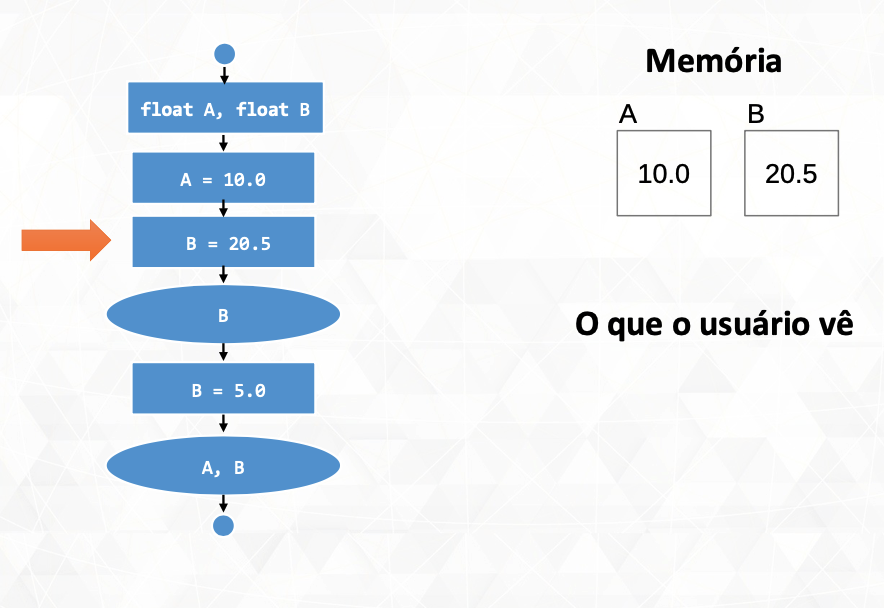 float A, float B
A = 10.0
B = 20.5
B
B = 5.0
A, B
Memória
A B
10.0 20.5
O que o usuário vê